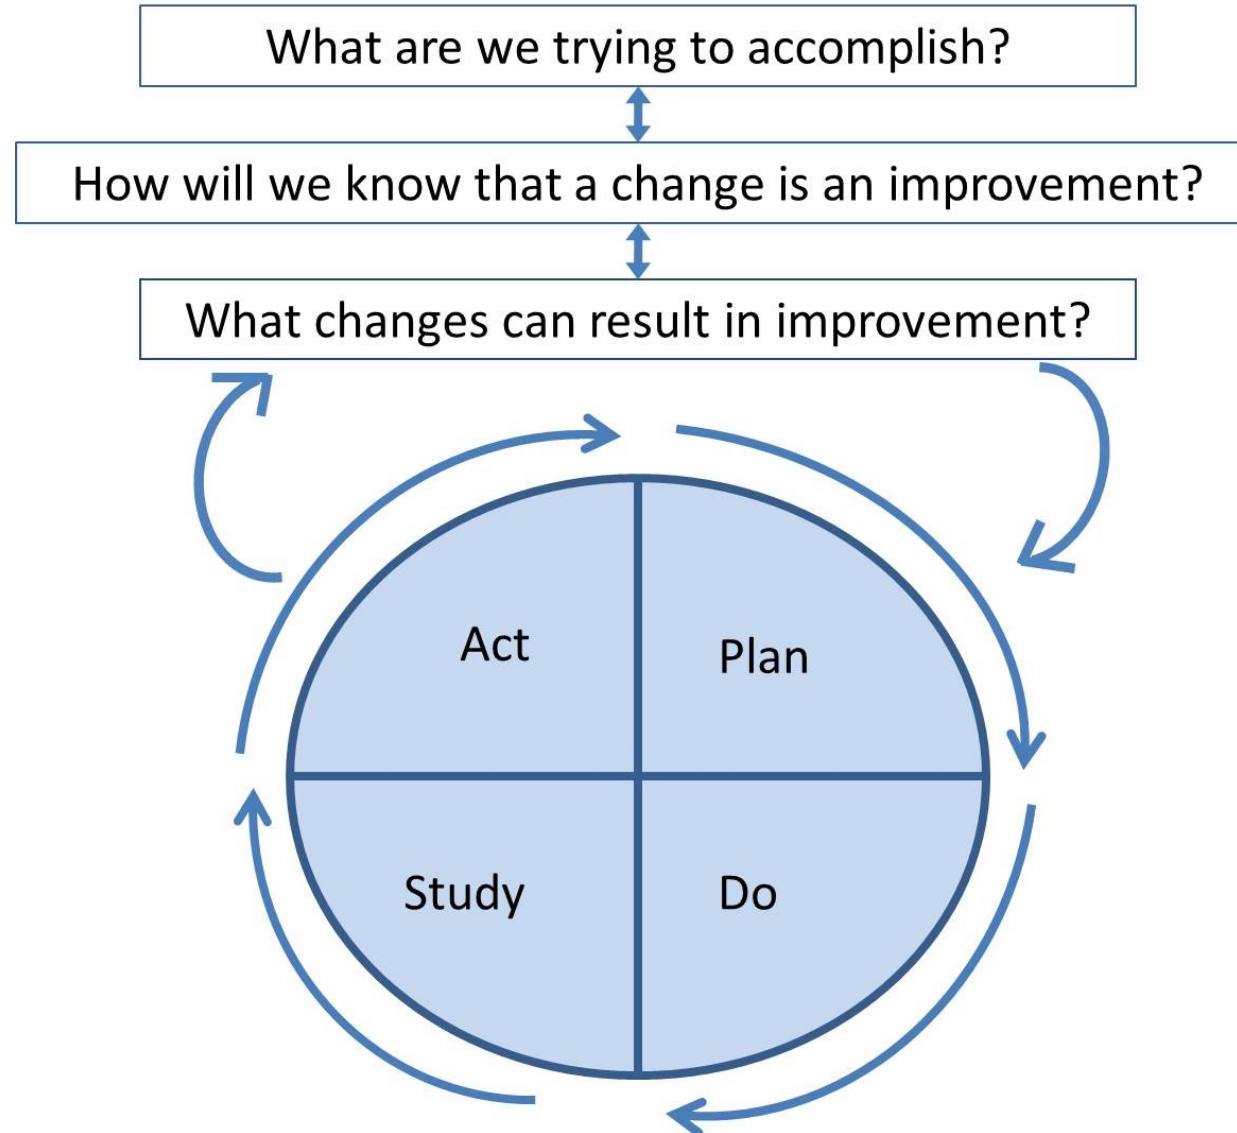 What are we trying to accomplish?
How will we know that a change is an improvement?
What changes can result in improvement?
Act
Plan
Study
Do